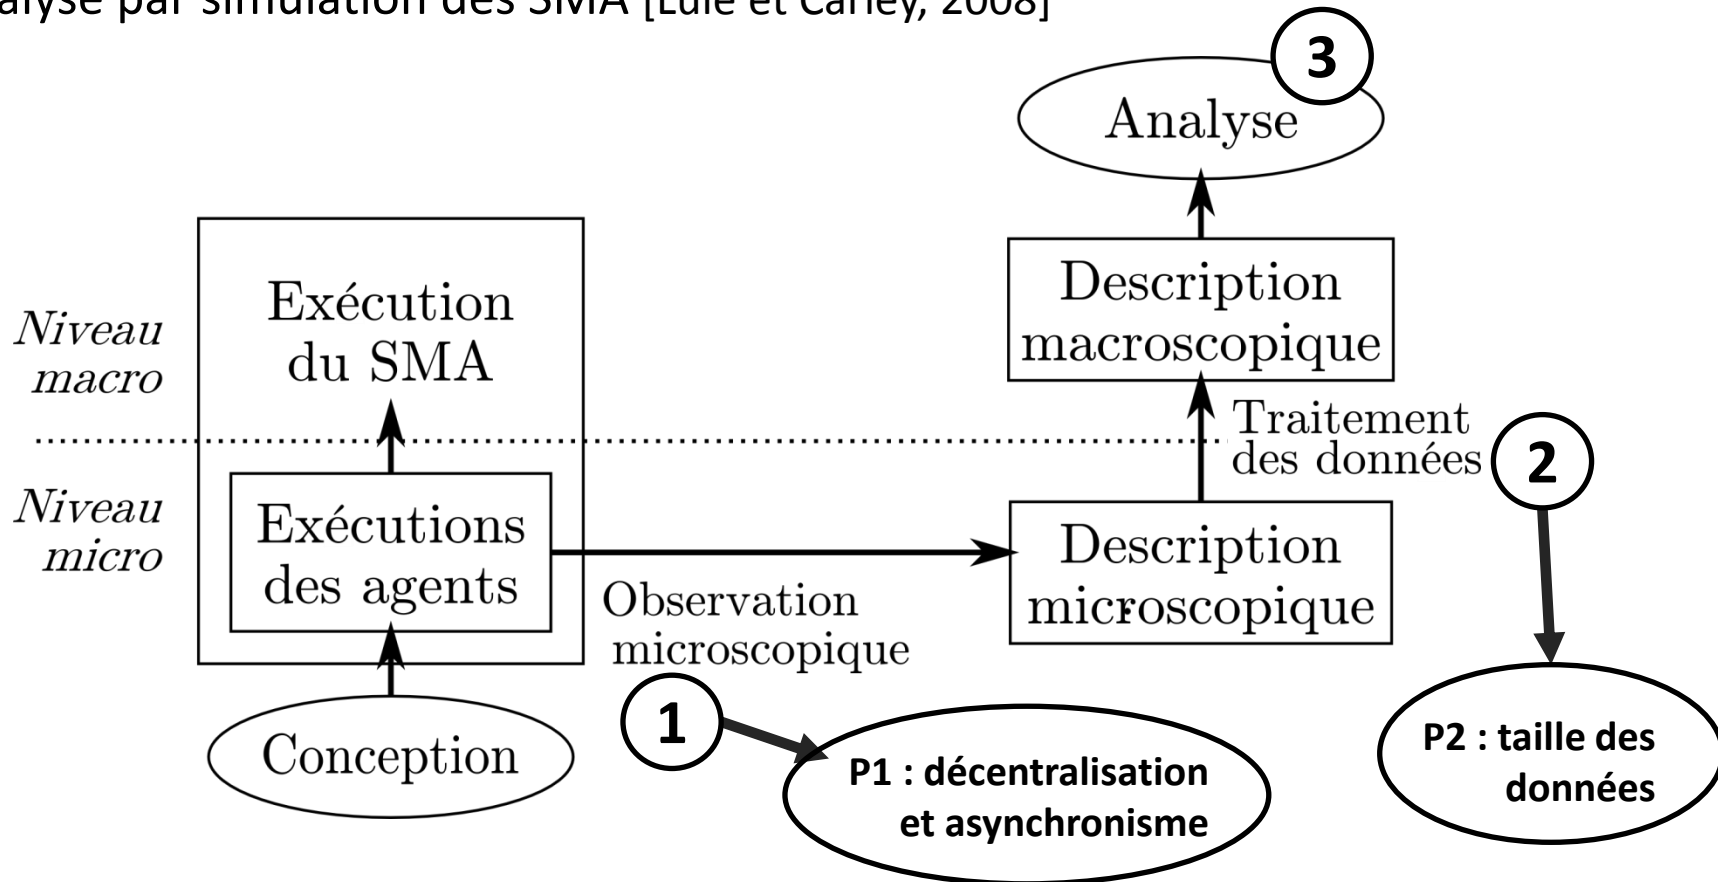 alyse par simulation des SMA [Edle et Carley, 2008]
3
Analyse
Exécution
du SMA
Description
macroscopique
Niveau
macro
Traitement
des données
2
Niveau
micro
Exécutions
des agents
Description
microscopique
Observation
microscopique
1
Conception
P1 : décentralisation
et asynchronisme
P2 : taille des
données